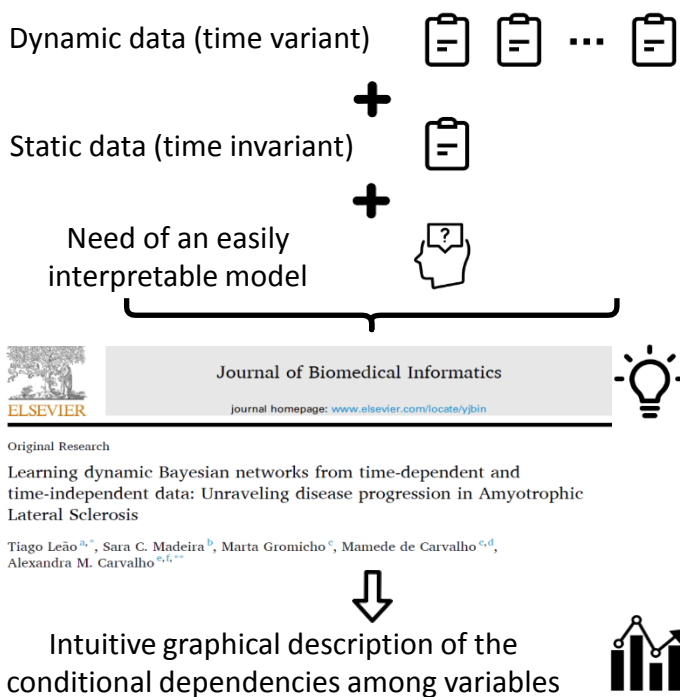 Dynamic data (time variant)
...
+
Static data (time invariant)
+
Need of an easily
?
interpretable model
Journal of Biomedical Informatics
ELSEVIER
journal homepage: www.elsevier.com/locate/yjbin
Original Research
Learning dynamic Bayesian networks from time-dependent and
time-independent data: Unraveling disease progression in Amyotrophic
Lateral Sclerosis
Tiago Leão a,*, Sara C. Madeira b, Marta Gromicho c, Mamede de Carvalho c,d,
Alexandra M. Carvalho e,f,**
Intuitive graphical description of the
conditional dependencies among variables